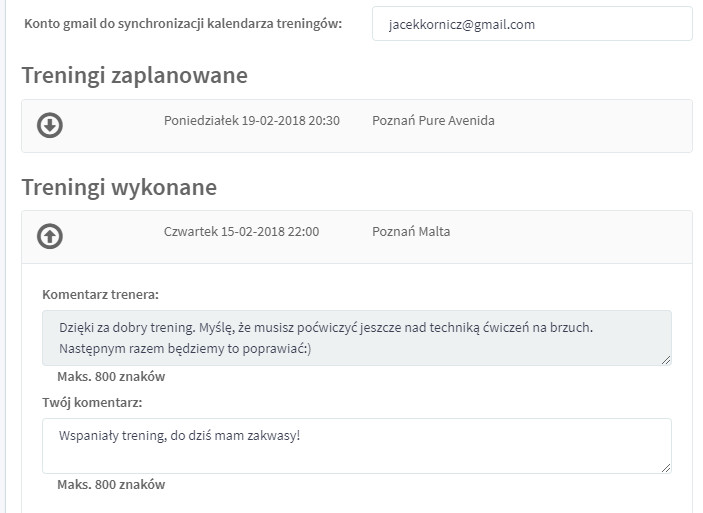 Konto gmail do synchronizacji kalendarza treningów: jacekkornicz@gmail.com
Treningi zaplanowane
Poniedziałek 19-02-2018 20:30 Poznań Pure Avenida
Treningi wykonane
Czwartek 15-02-2018 22:00 Poznań Malta
Komentarz trenera:
Dzięki za dobry trening. Myślę, że musisz poćwiczyć jeszcze nad techniką ćwiczeń na brzuch.
Następnym razem będziemy to poprawiać:)
Maks. 800 znaków
Twój komentarz:
Wspaniały trening, do dziś mam zakwasy!
Maks. 800 znaków